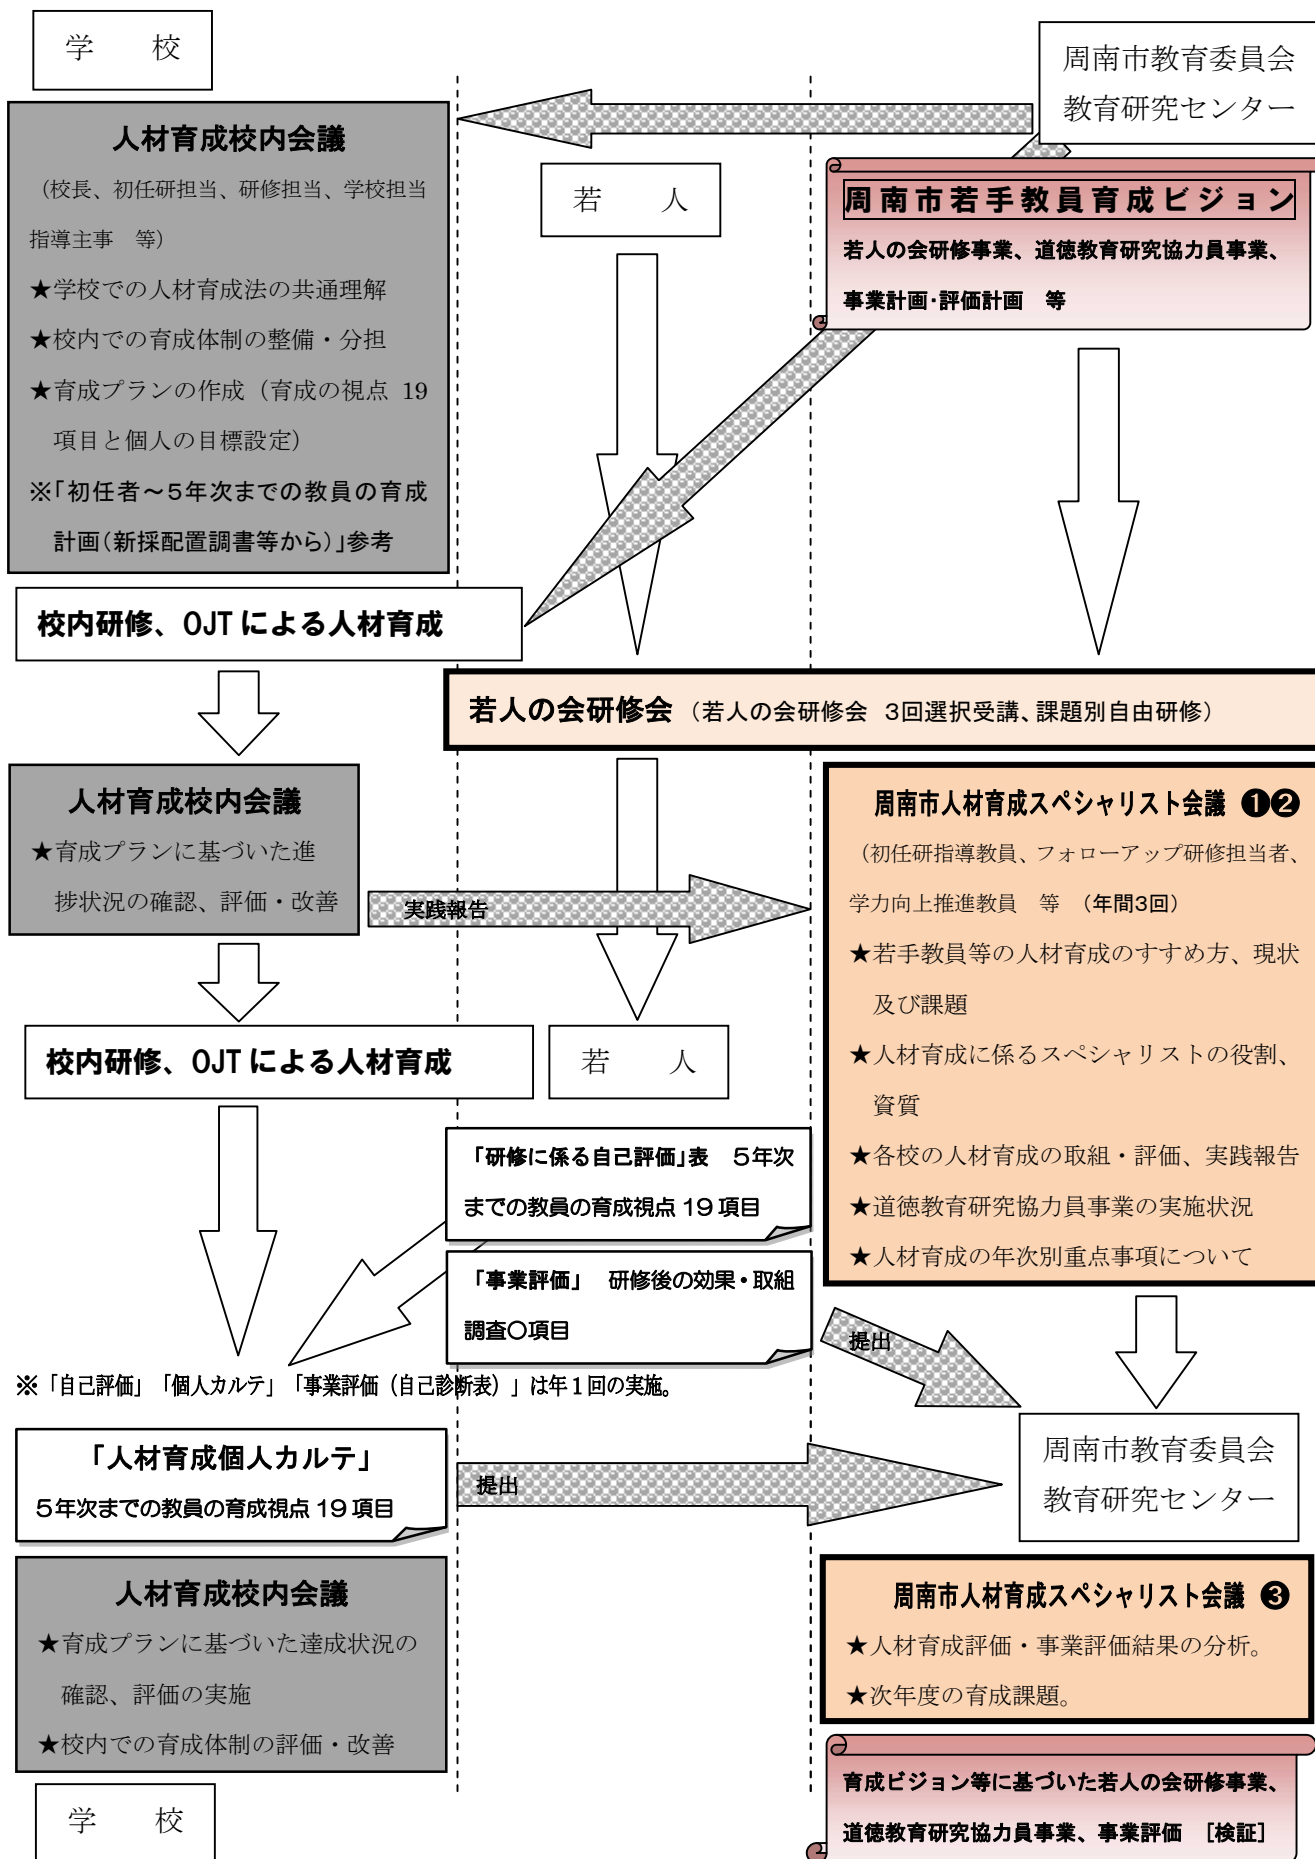 学　校
周南市教育委員会
教育研究センター
人材育成校内会議
（校長、初任研担当、研修担当、学校担当
指導主事　等）
★学校での人材育成法の共通理解
★校内での育成体制の整備・分担
★育成プランの作成（育成の視点 19
項目と個人の目標設定）
※「初任者～5年次までの教員の育成
計画（新採配置調書等から）」参考
若　人
周南市若手教員育成ビジョン
若人の会研修事業、道徳教育研究協力員事業、
事業計画・評価計画　等
校内研修、OJTによる人材育成
若人の会研修会（若人の会研修会 3回選択受講、課題別自由研修）
人材育成校内会議
★育成プランに基づいた進
捗状況の確認、評価・改善
実践報告
周南市人材育成スペシャリスト会議 ❶❷
（初任研指導教員、フォローアップ研修担当者、
学力向上推進教員　等　（年間3回）
★若手教員等の人材育成のすすめ方、現状
及び課題
★人材育成に係るスペシャリストの役割、
資質
★各校の人材育成の取組・評価、実践報告
★道徳教育研究協力員事業の実施状況
★人材育成の年次別重点事項について
校内研修、OJTによる人材育成
若　人
「研修に係る自己評価」表　5年次
までの教員の育成視点 19 項目
「事業評価」　研修後の効果・取組
調査〇項目
提出
※「自己評価」「個人カルテ」「事業評価（自己診断表）」は年１回の実施。
「人材育成個人カルテ」
5年次までの教員の育成視点 19 項目
提出
周南市教育委員会
教育研究センター
人材育成校内会議
★育成プランに基づいた達成状況の
確認、評価の実施
★校内での育成体制の評価・改善
周南市人材育成スペシャリスト会議 ❸
★人材育成評価・事業評価結果の分析。
★次年度の育成課題。
学　校
育成ビジョン等に基づいた若人の会研修事業、
道徳教育研究協力員事業、事業評価　［検証］